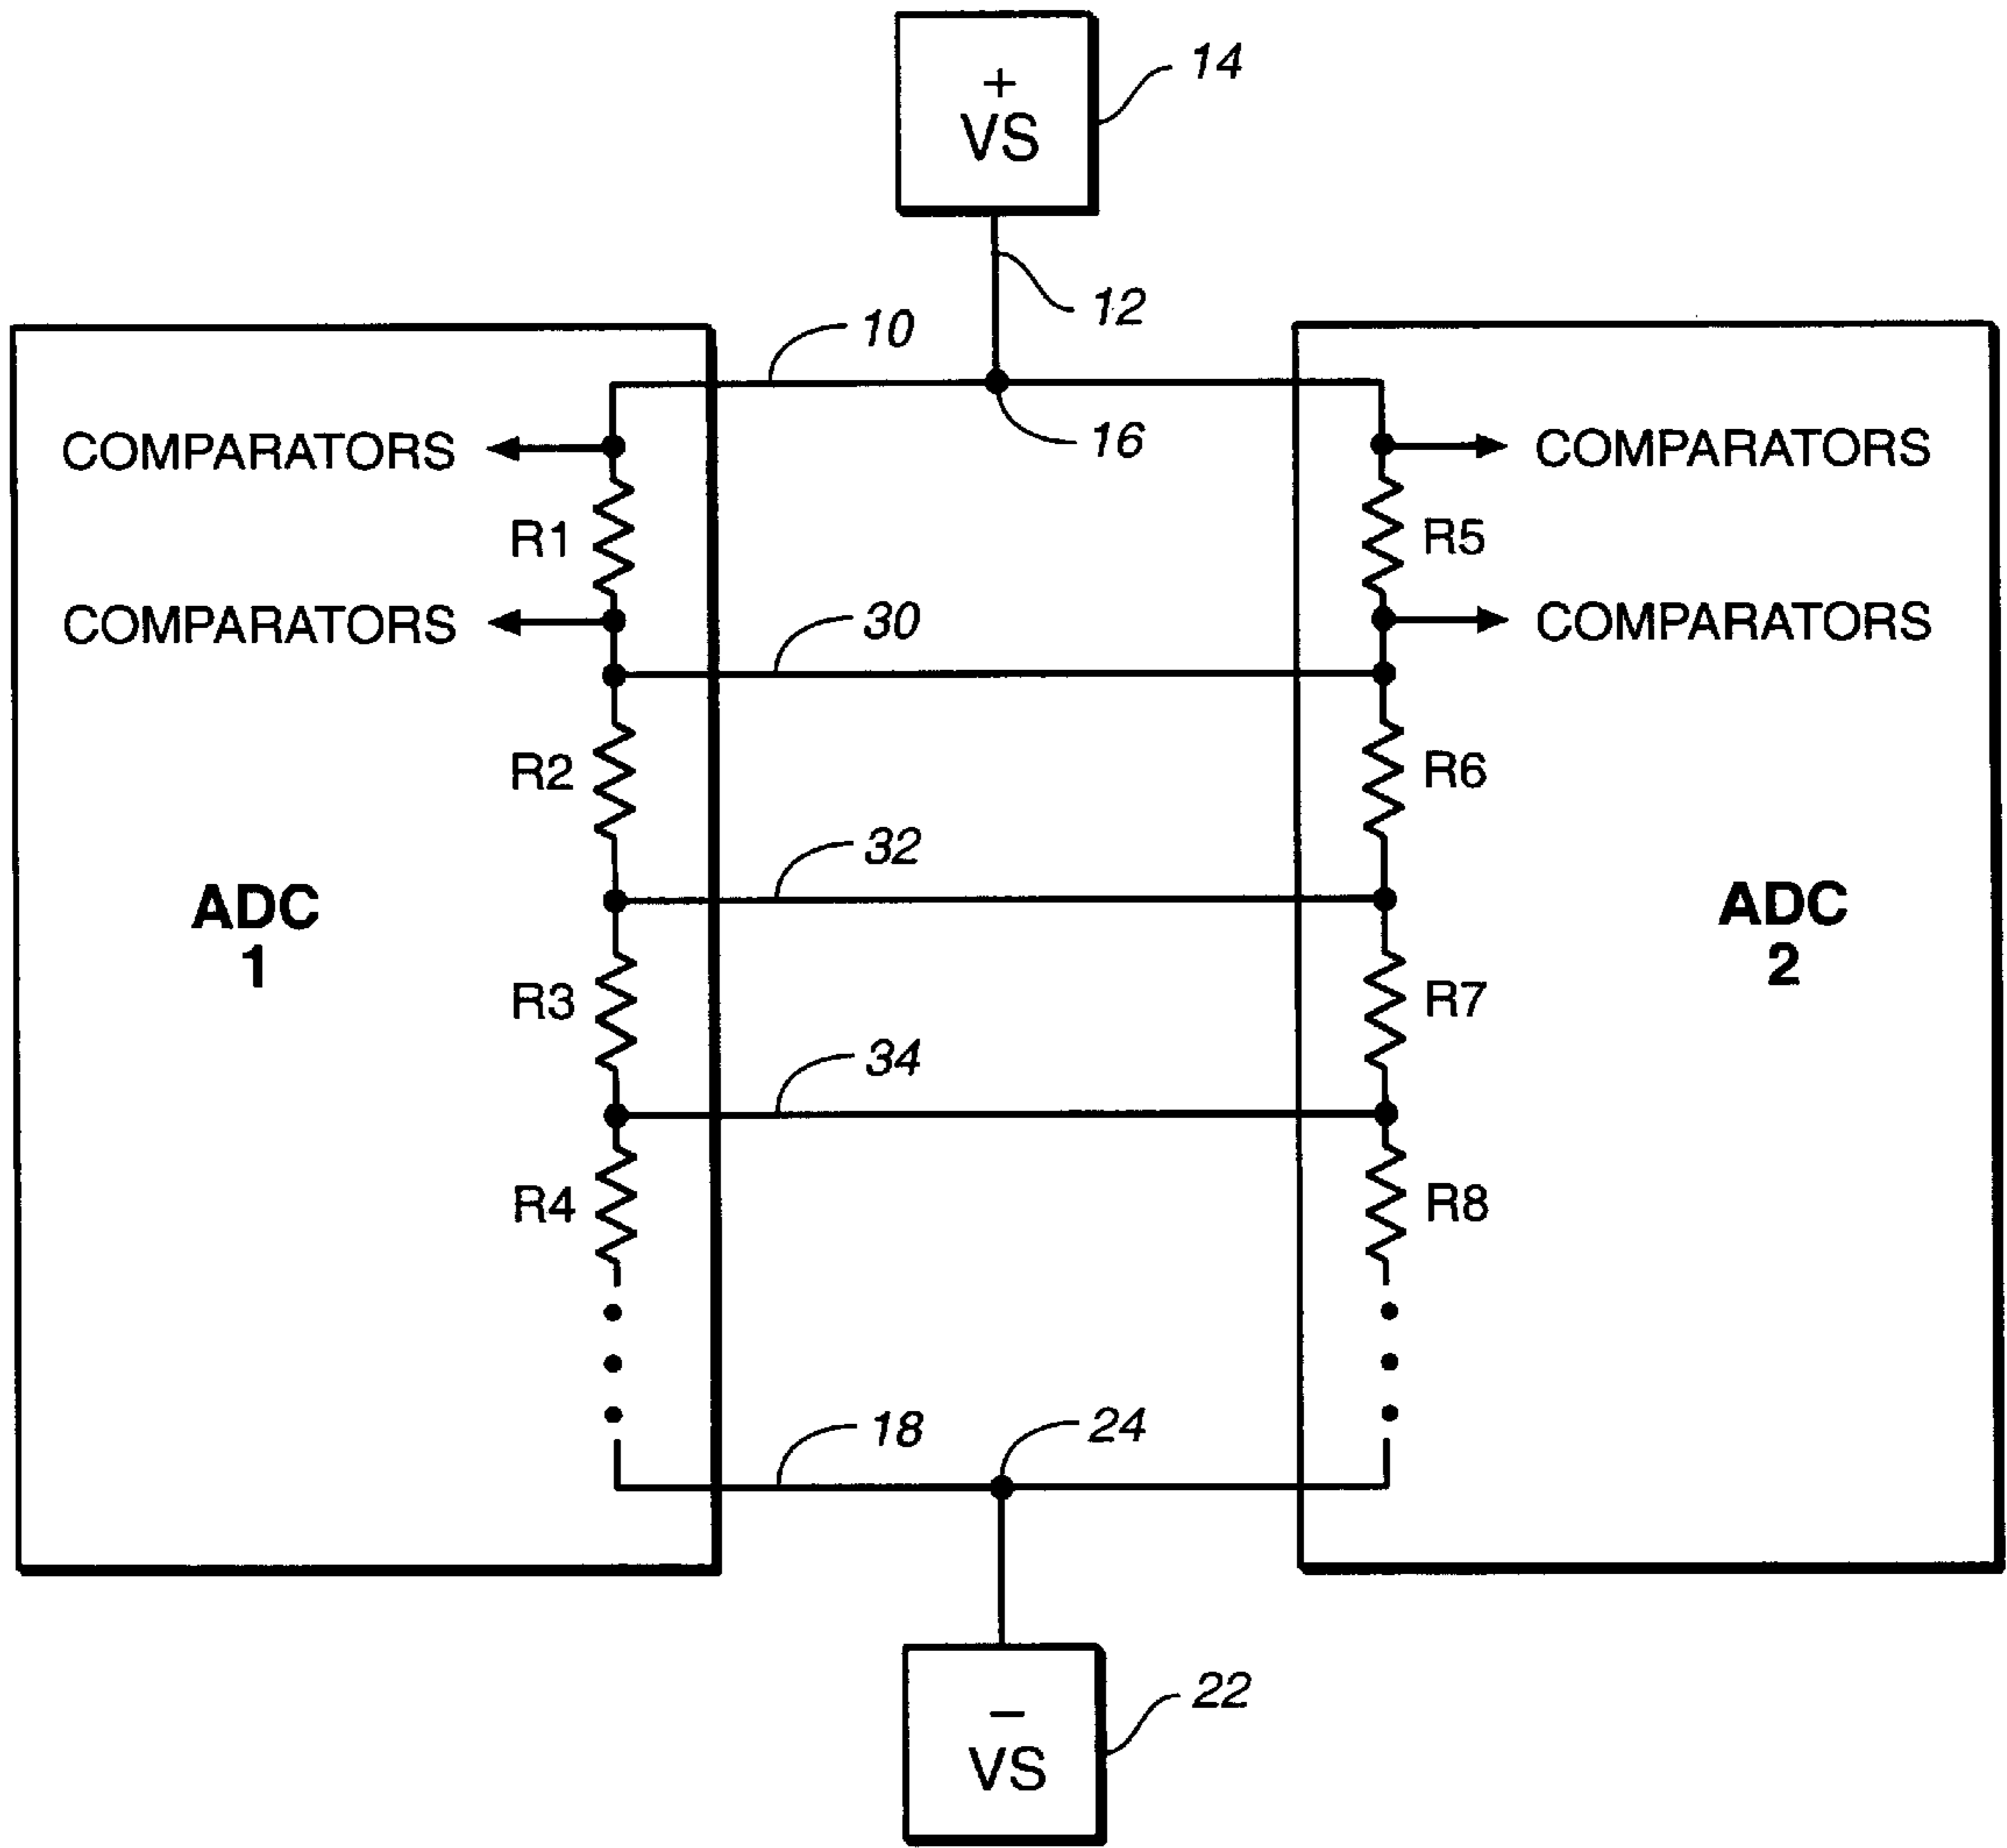 +
VS
14
12
10
16
COMPARATORS
COMPARATORS
R1
R5
COMPARATORS
30
COMPARATORS
R2
R6
32
ADC
1
ADC
2
R3
R7
34
R4
R8
18
24
−
VS
22